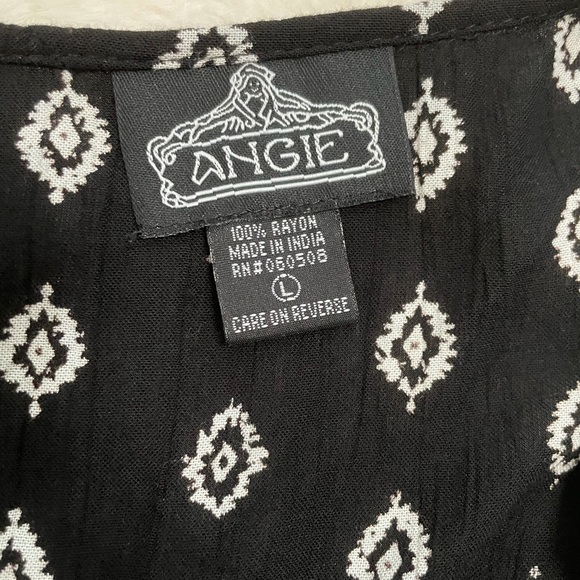 ANGIE
100% RAYON
MADE IN INDIA
RN#060508
L
CARE ON REVERSE